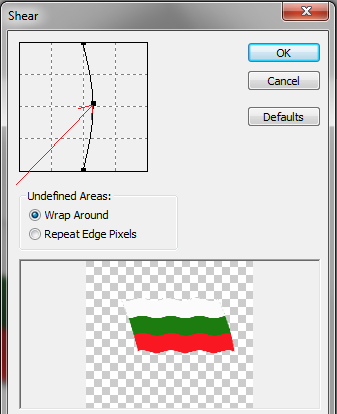 Shear
OK
Cancel
Defaults
Undefined Areas:
Wrap Around
Repeat Edge Pixels